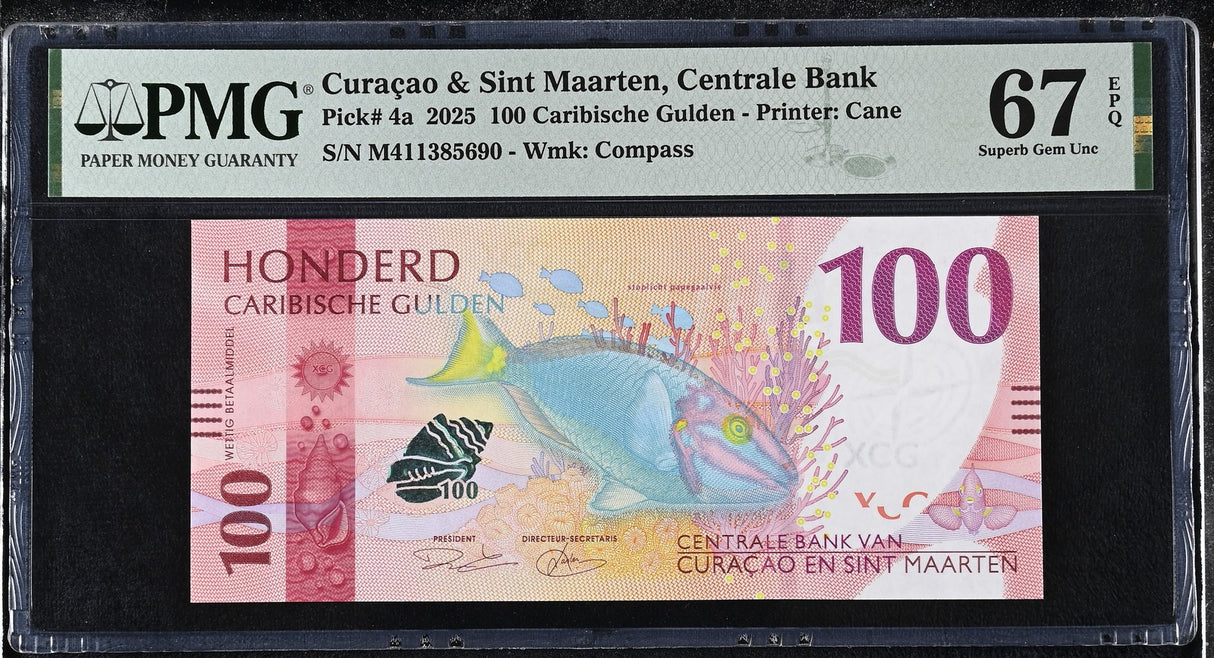 PMG®
PAPER MONEY GUARANTY
Curaçao & Sint Maarten, Centrale Bank
Pick# 4a 2025 100 Caribische Gulden - Printer: Cane
S/N M411385690 - Wmk: Compass
67
EPQ
Superb Gem Unc
HONDERD
CARIBISCHE GULDEN
stoplicht papegaaivis
100
WETTIG BETAALMIDDEL
XCG
XCG
100
100
XCG
PRESIDENT
DIRECTEUR-SECRETARIS
CENTRALE BANK VAN
CURAÇAO EN SINT MAARTEN